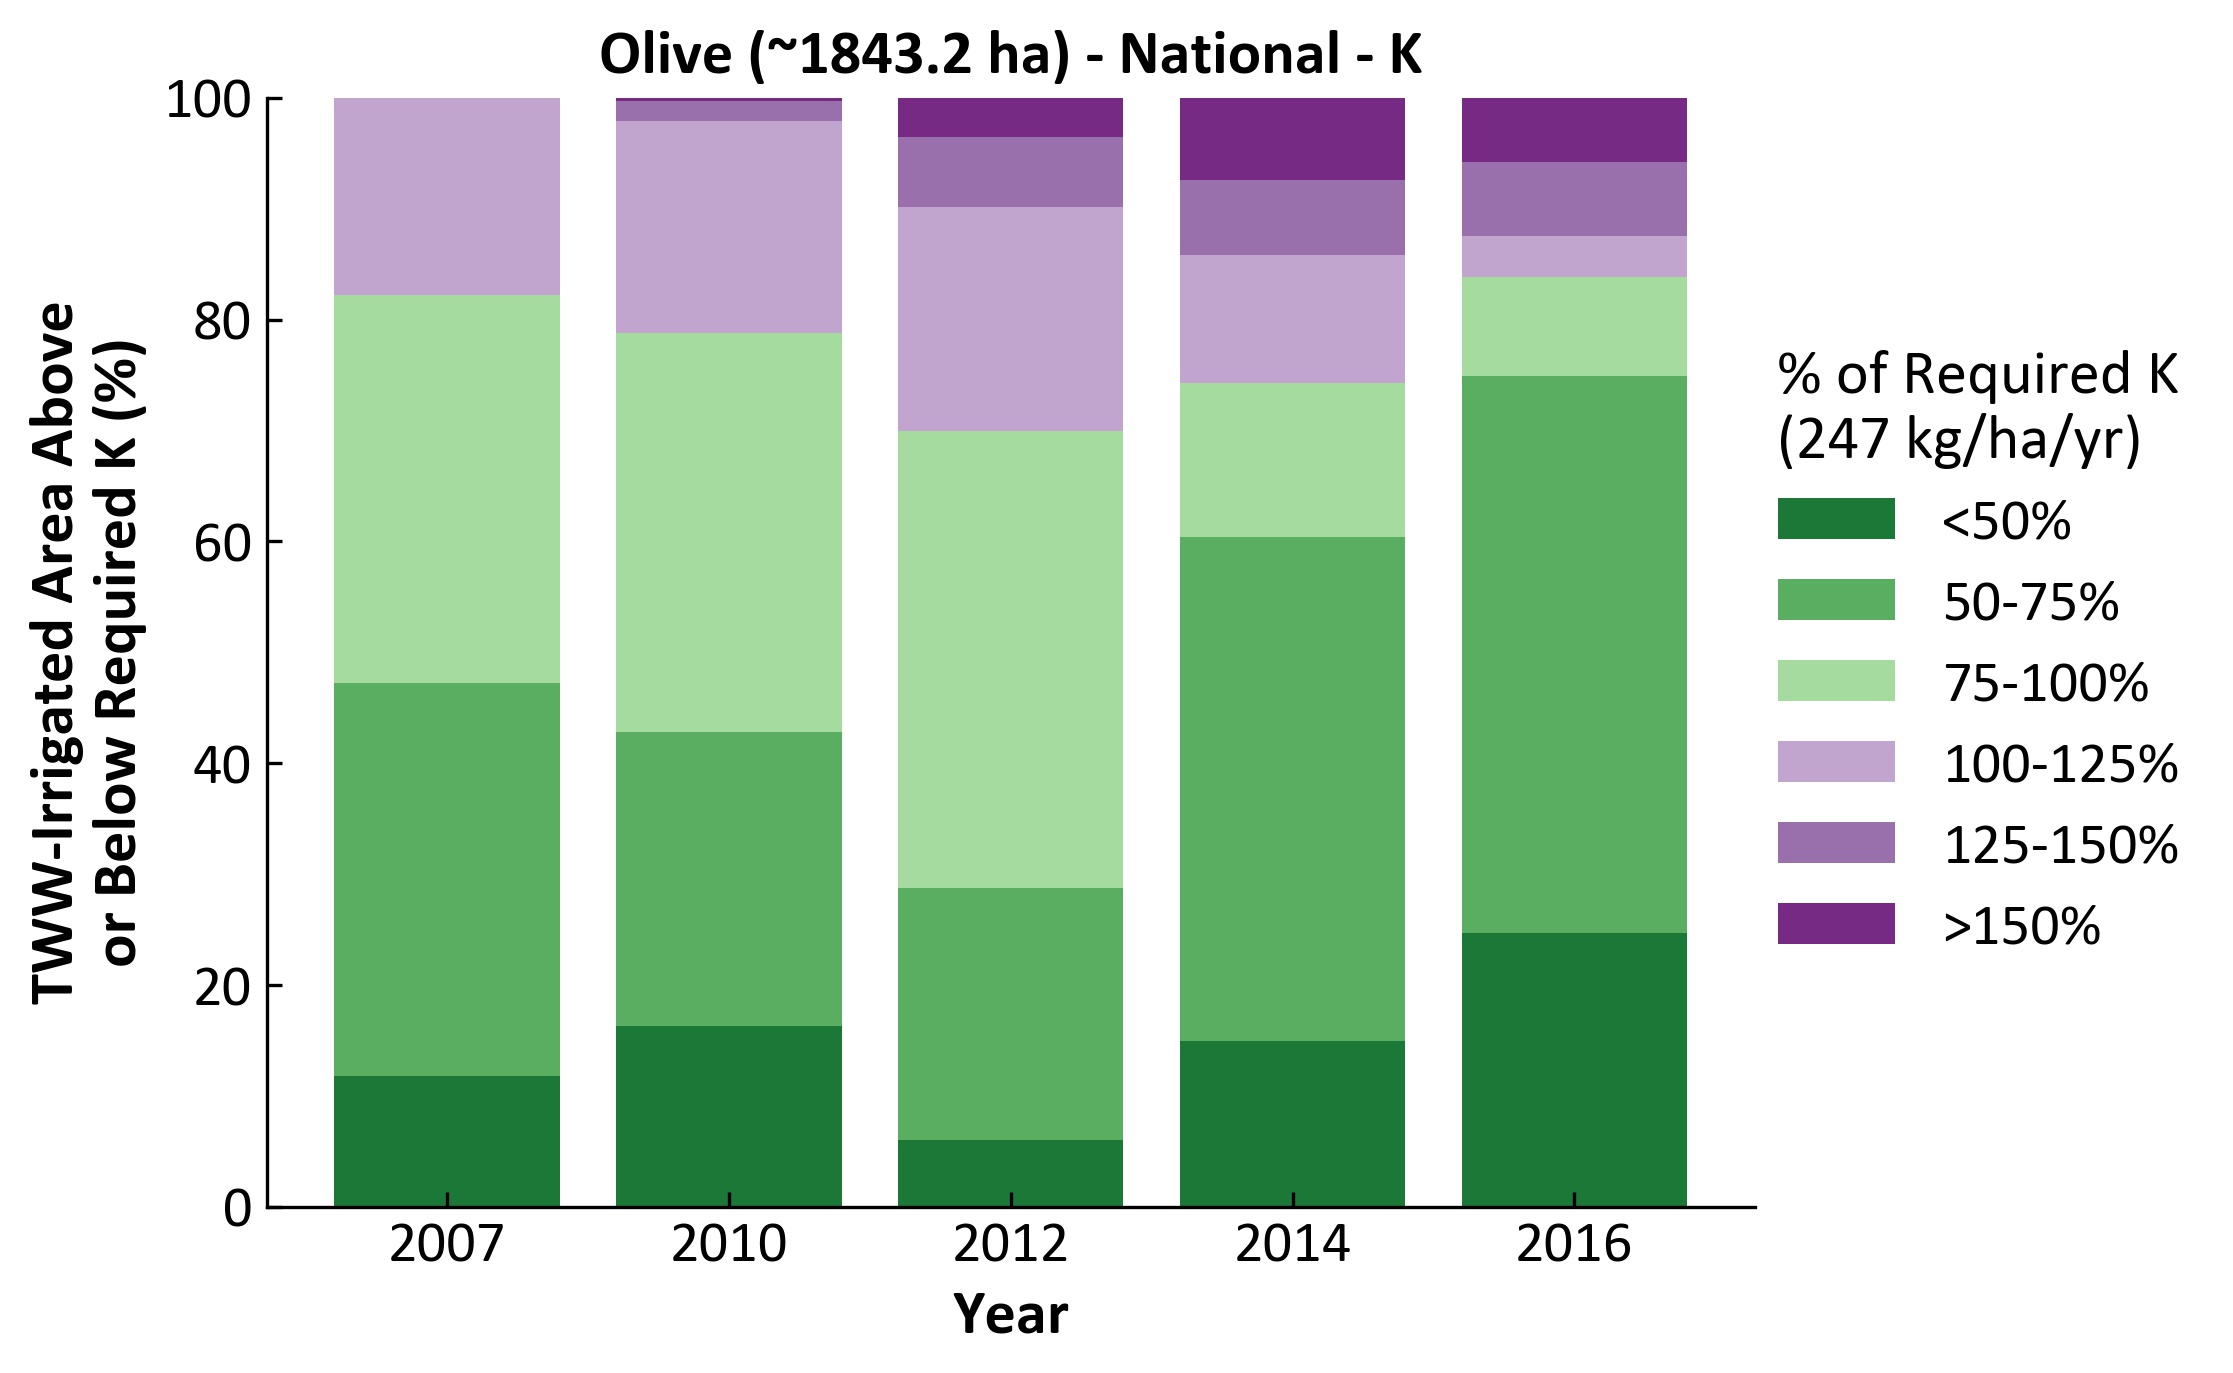 Olive (~1843.2 ha) - National - K
TWW-Irrigated Area Above
or Below Required K (%)
100
80
60
40
20
0
2007
2010
2012
2014
2016
Year
% of Required K
(247 kg/ha/yr)
<50%
50-75%
75-100%
100-125%
125-150%
>150%